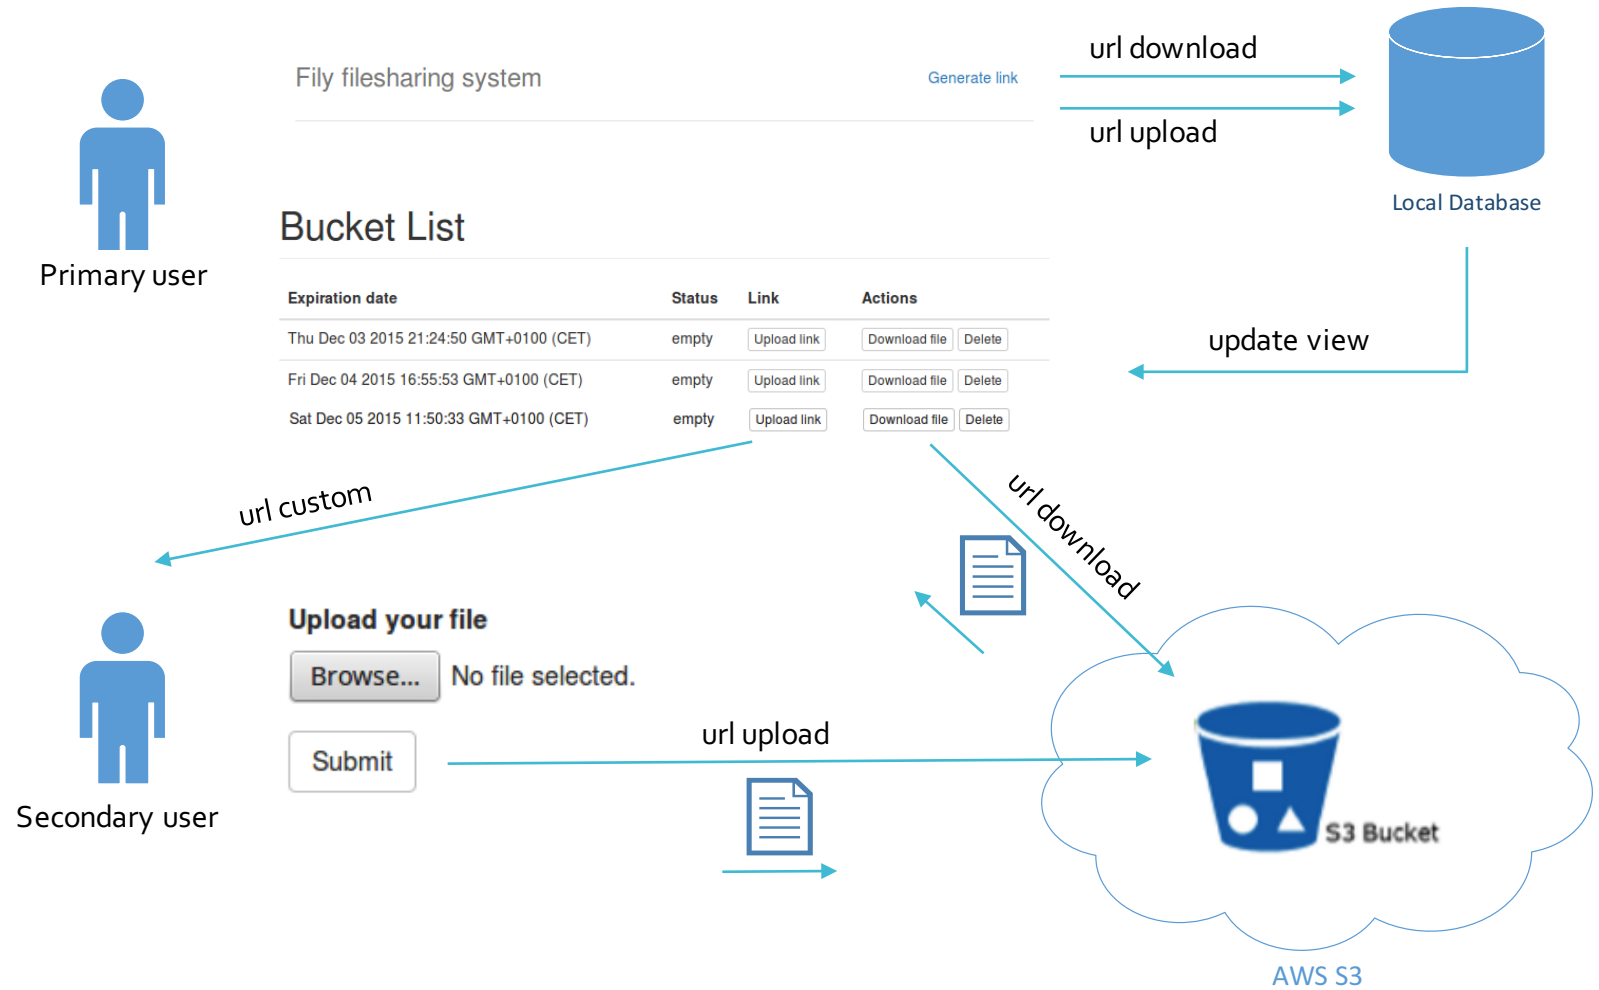 Fily filesharing system
Generate link
url download
url upload
Local Database
Primary user
Bucket List
Expiration date Status Link Actions
Thu Dec 03 2015 21:24:50 GMT+0100 (CET) empty Upload link Download file Delete
Fri Dec 04 2015 16:55:53 GMT+0100 (CET) empty Upload link Download file Delete
Sat Dec 05 2015 11:50:33 GMT+0100 (CET) empty Upload link Download file Delete
update view
url custom
url download
Upload your file
Browse... No file selected.
Submit
url upload
Secondary user
S3 Bucket
AWS S3